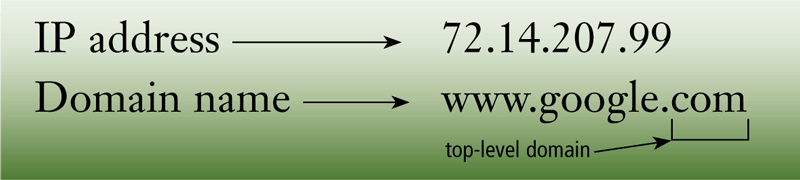 IP address 72.14.207.99
Domain name www.google.com
top-level domain